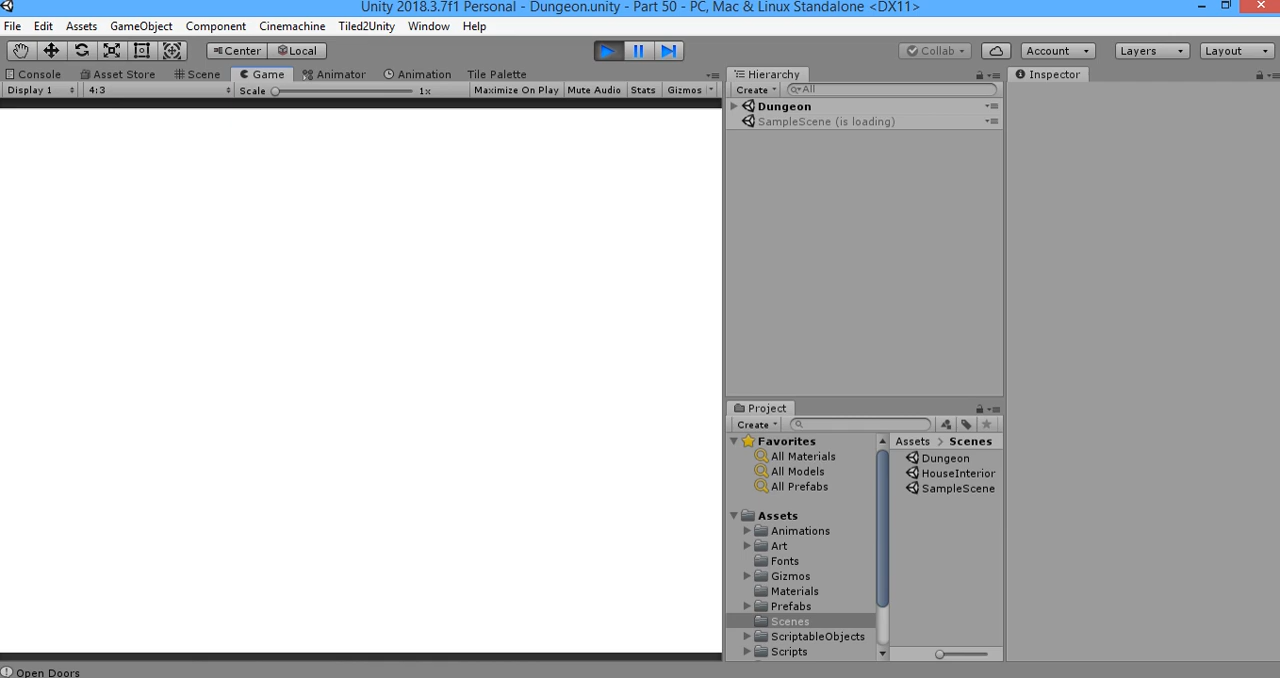 Unity 2018.3.7f1 Personal - Dungeon.unity - Part 50 - PC, Mac & Linux Standalone <DX11>
File Edit Assets GameObject Component Cinemachine Tiled2Unity Window Help
Center Local Collab Account Layers Layout
Console Asset Store Scene Game Animator Animation Tile Palette
Display 1 4:3 Scale 1x Maximize On Play Mute Audio Stats Gizmos
Hierarchy
Create All
Dungeon
SampleScene (is loading)
Inspector
Project
Create
Favorites
All Materials
All Models
All Prefabs
Assets
Animations
Art
Fonts
Gizmos
Materials
Prefabs
Scenes
ScriptableObjects
Scripts
Assets > Scenes
Dungeon
HouseInterior
SampleScene
Open Doors